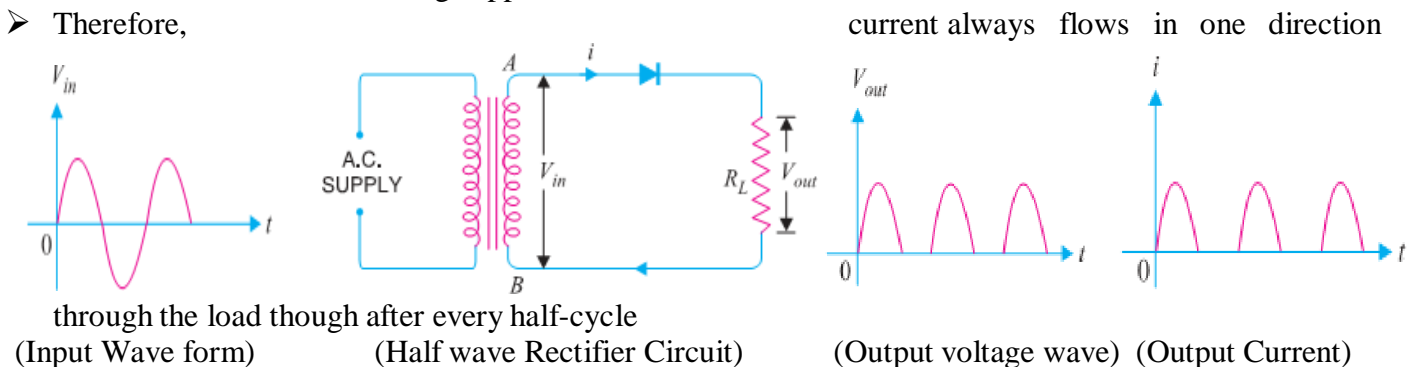 ➢ Therefore, current always flows in one direction
V_in
0
t
A.C.
SUPPLY
A
i
V_in
B
R_L
V_out
V_out
0
t
i
0
t
through the load though after every half-cycle
(Input Wave form) (Half wave Rectifier Circuit) (Output voltage wave) (Output Current)